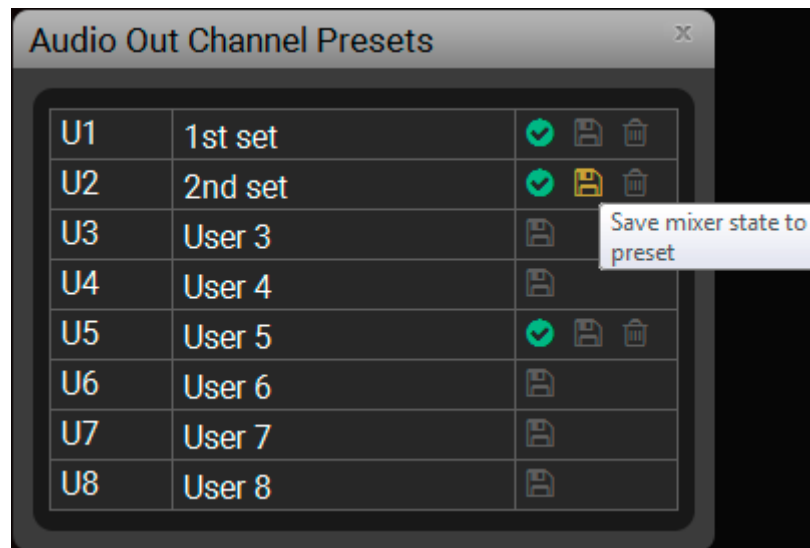 Audio Out Channel Presets x
U1 1st set
U2 2nd set
Save mixer state to
preset
U3 User 3
U4 User 4
U5 User 5
U6 User 6
U7 User 7
U8 User 8